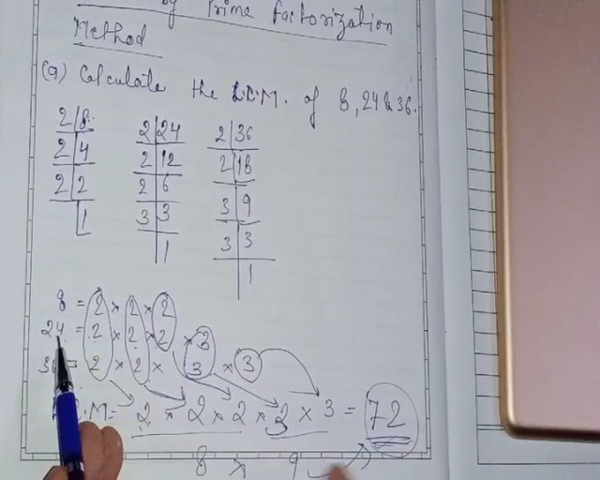 by Prime factorization
Method
(a) Calculate the L.C.M. of 8, 24 & 36.
2 8 2 24 2 36
2 4 2 12 2 18
2 2 2 6 3 9
1 3 3 3 3
1 1
8 = 2 × 2 × 2
24 = 2 × 2 × 2 × 3
36 = 2 × 2 × 3 × 3
.M = 2 × 2 × 2 × 3 × 3 = 72
8 × 9